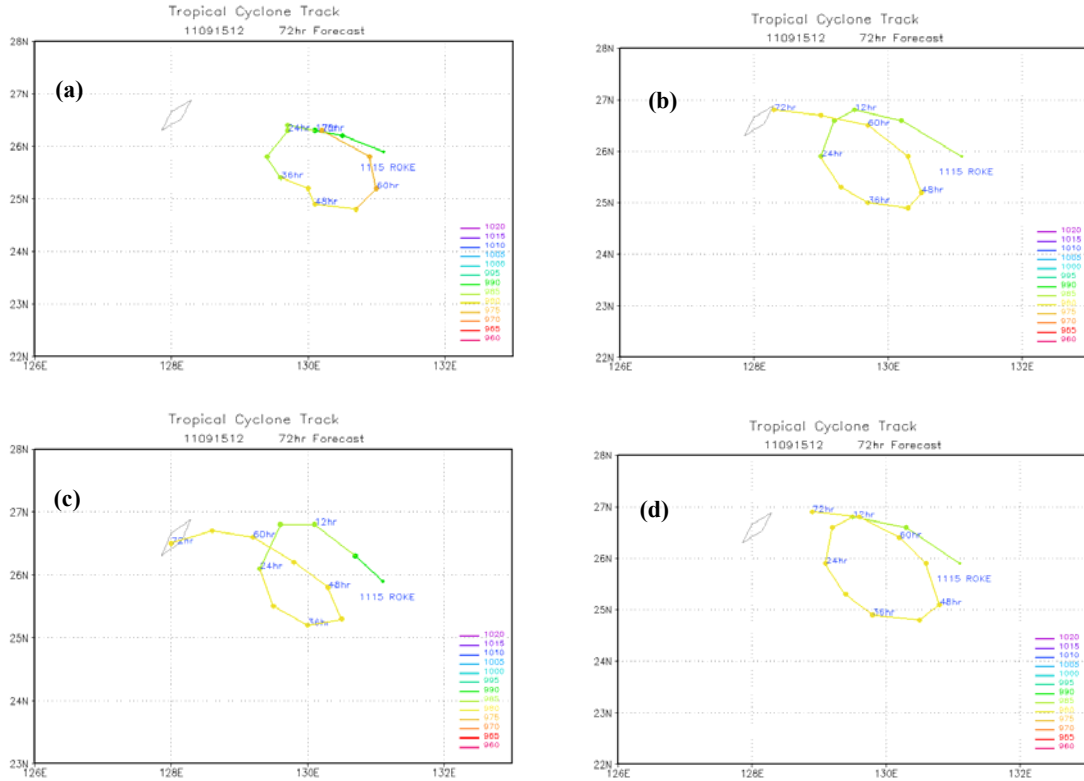 Tropical Cyclone Track
11091512 72hr Forecast
28N
27N
26N
25N
24N
23N
22N
126E
128E
130E
132E
(a)
24hr
72hr
1115 ROKE
36hr
60hr
48hr
1020
1015
1010
1005
1000
995
990
985
980
975
970
965
960
Tropical Cyclone Track
11091512 72hr Forecast
28N
27N
26N
25N
24N
23N
22N
126E
128E
130E
132E
(b)
72hr
12hr
60hr
24hr
1115 ROKE
48hr
36hr
1020
1015
1010
1005
1000
995
990
985
980
975
970
965
960
Tropical Cyclone Track
11091512 72hr Forecast
28N
27N
26N
25N
24N
23N
126E
128E
130E
132E
(c)
12hr
72hr
60hr
24hr
48hr
1115 ROKE
36hr
1020
1015
1010
1005
1000
995
990
985
980
975
970
965
960
Tropical Cyclone Track
11091512 72hr Forecast
28N
27N
26N
25N
24N
23N
22N
126E
128E
130E
132E
(d)
72hr
12hr
60hr
24hr
1115 ROKE
48hr
36hr
1020
1015
1010
1005
1000
995
990
985
980
975
970
965
960